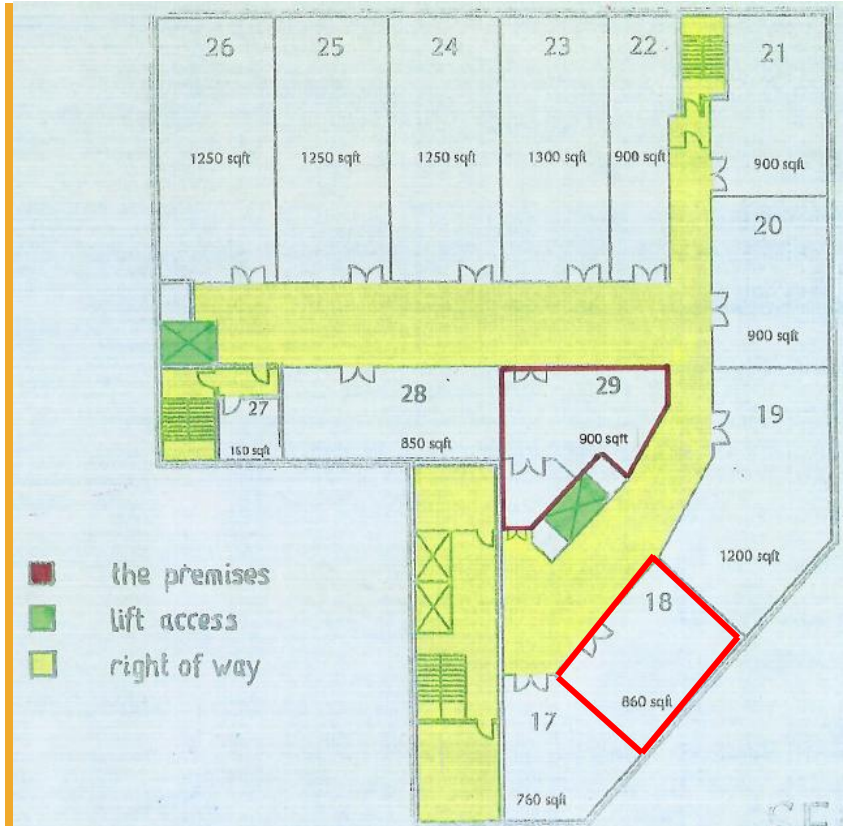 26
25
24
23
22
21
1250 sqft
1250 sqft
1250 sqft
1300 sqft
900 sqft
900 sqft
20
900 sqft
27
150 sqft
28
850 sqft
29
900 sqft
19
1200 sqft
the premises
lift access
right of way
18
860 sqft
17
760 sqft